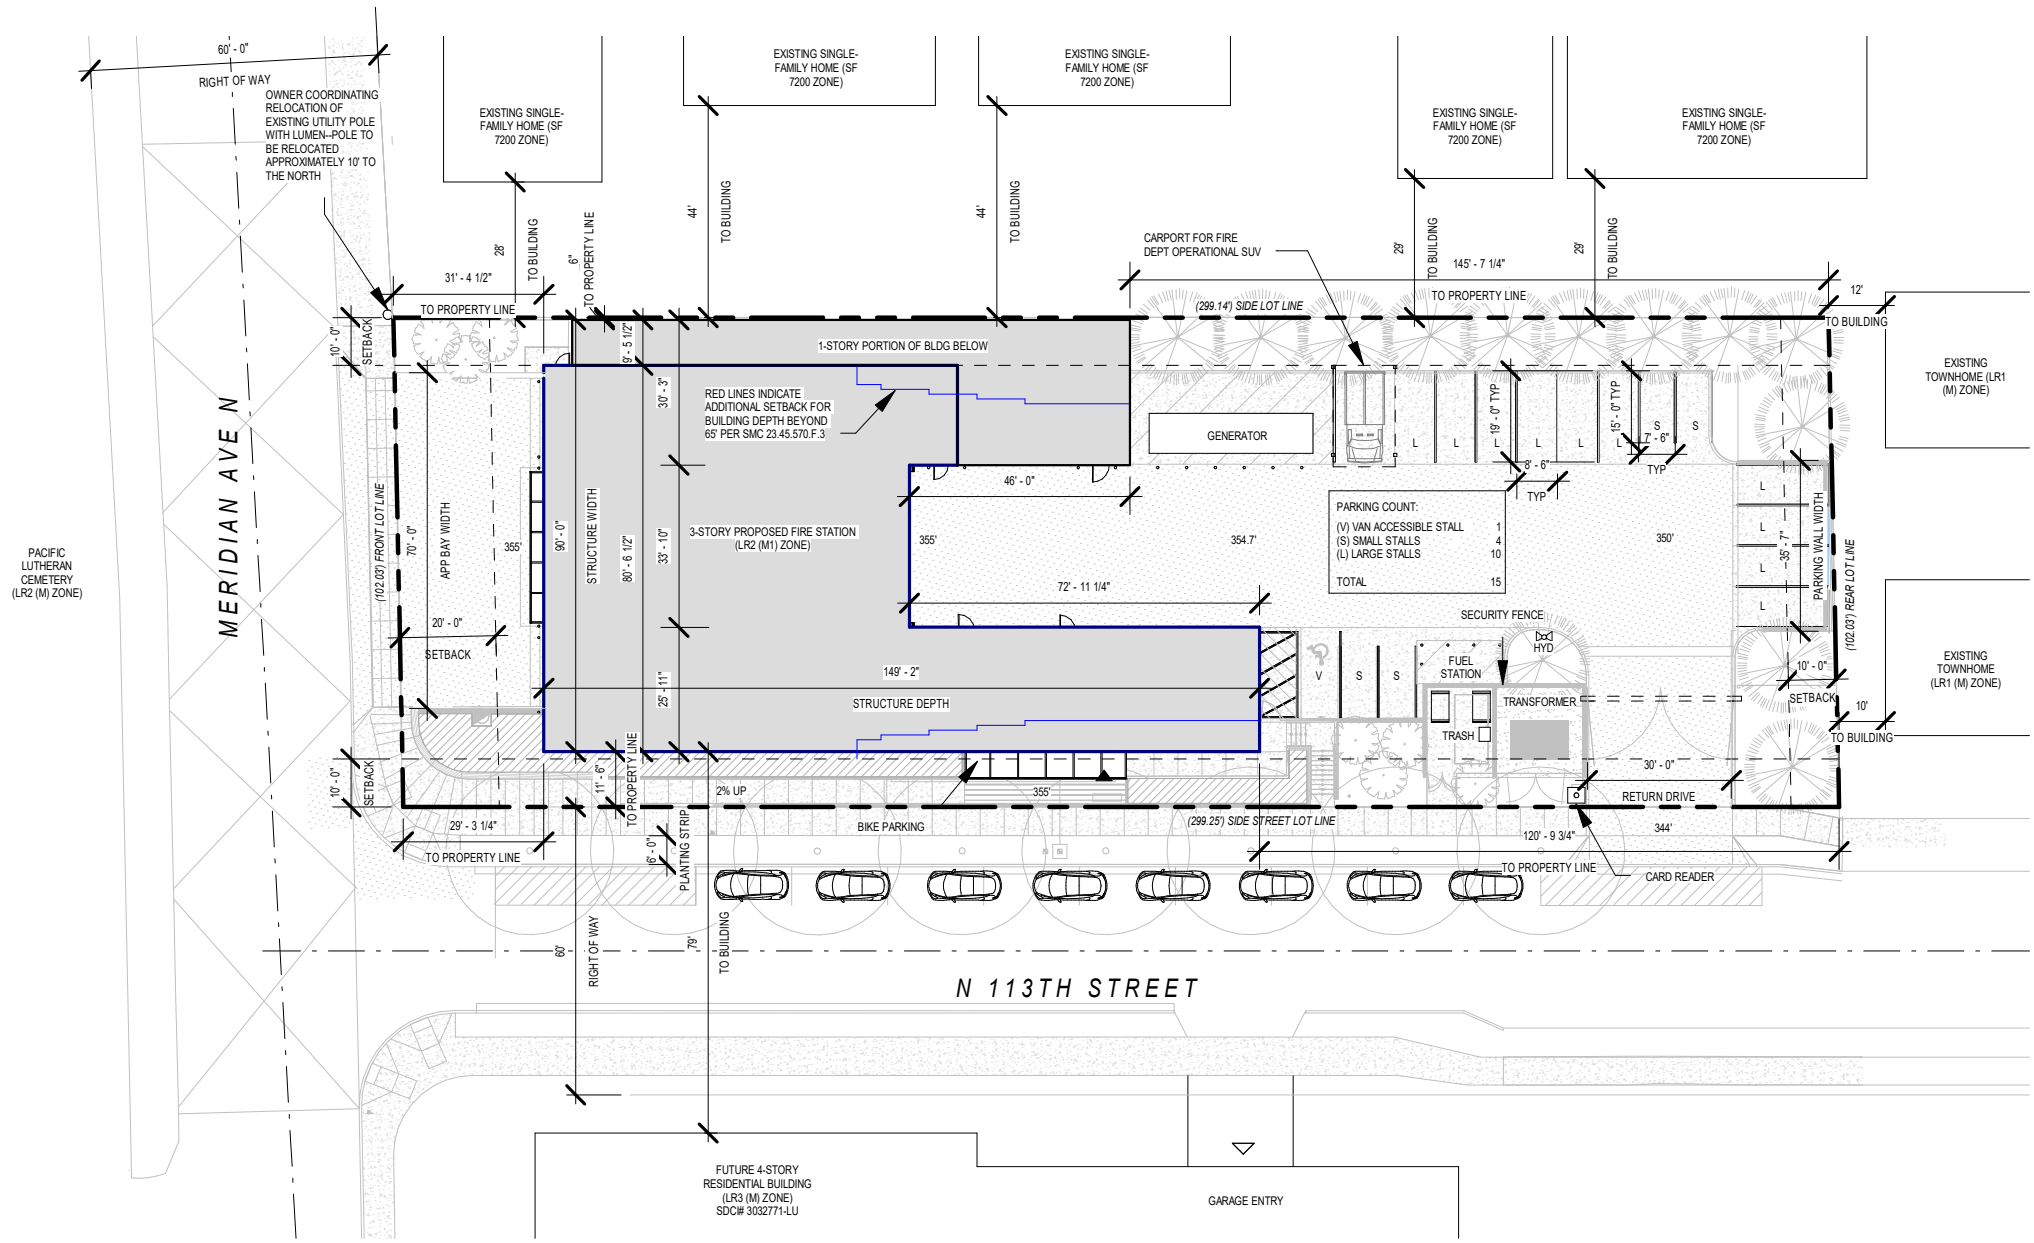 60' - 0"
RIGHT OF WAY
OWNER COORDINATING
RELOCATION OF
EXISTING UTILITY POLE
WITH LUMEN--POLE TO
BE RELOCATED
APPROXIMATELY 10' TO
THE NORTH
EXISTING SINGLE-
FAMILY HOME (SF
7200 ZONE)
EXISTING SINGLE-
FAMILY HOME (SF
7200 ZONE)
EXISTING SINGLE-
FAMILY HOME (SF
7200 ZONE)
EXISTING SINGLE-
FAMILY HOME (SF
7200 ZONE)
EXISTING SINGLE-
FAMILY HOME (SF
7200 ZONE)
28'
TO BUILDING
6"
TO PROPERTY LINE
44'
TO BUILDING
44'
TO BUILDING
29'
TO BUILDING
29'
TO BUILDING
CARPORT FOR FIRE
DEPT OPERATIONAL SUV
145' - 7 1/4"
TO PROPERTY LINE
12'
TO BUILDING
31' - 4 1/2"
TO PROPERTY LINE
10' - 0"
SETBACK
(299.14') SIDE LOT LINE
9' - 5 1/2"
1-STORY PORTION OF BLDG BELOW
30' - 3"
RED LINES INDICATE
ADDITIONAL SETBACK FOR
BUILDING DEPTH BEYOND
65' PER SMC 23.45.570.F.3
GENERATOR
L
L
L
L
L
L
S
S
19' - 0" TYP
15' - 0" TYP
7' - 6"
TYP
8' - 6"
TYP
EXISTING
TOWNHOME (LR1
(M) ZONE)
MERIDIAN AVE N
PACIFIC
LUTHERAN
CEMETERY
(LR2 (M) ZONE)
(102.03') FRONT LOT LINE
70' - 0"
APP BAY WIDTH
355'
90' - 0"
STRUCTURE WIDTH
80' - 6 1/2"
33' - 10"
3-STORY PROPOSED FIRE STATION
(LR2 (M1) ZONE)
355'
46' - 0"
354.7'
PARKING COUNT:
(V) VAN ACCESSIBLE STALL 1
(S) SMALL STALLS 4
(L) LARGE STALLS 10
TOTAL 15
350'
L
L
L
L
35' - 7"
PARKING WALL WIDTH
(102.03') REAR LOT LINE
72' - 11 1/4"
SECURITY FENCE
HYD
20' - 0"
SETBACK
25' - 11"
149' - 2"
STRUCTURE DEPTH
V
S
S
FUEL
STATION
TRANSFORMER
TRASH
10' - 0"
SETBACK
10'
TO BUILDING
EXISTING
TOWNHOME
(LR1 (M) ZONE)
10' - 0"
SETBACK
11' - 6"
TO PROPERTY LINE
2% UP
355'
30' - 0"
RETURN DRIVE
29' - 3 1/4"
TO PROPERTY LINE
6' - 0"
PLANTING STRIP
BIKE PARKING
(299.25') SIDE STREET LOT LINE
120' - 9 3/4"
TO PROPERTY LINE
344'
CARD READER
60'
RIGHT OF WAY
79'
TO BUILDING
N 113TH STREET
FUTURE 4-STORY
RESIDENTIAL BUILDING
(LR3 (M) ZONE)
SDCI# 3032771-LU
GARAGE ENTRY